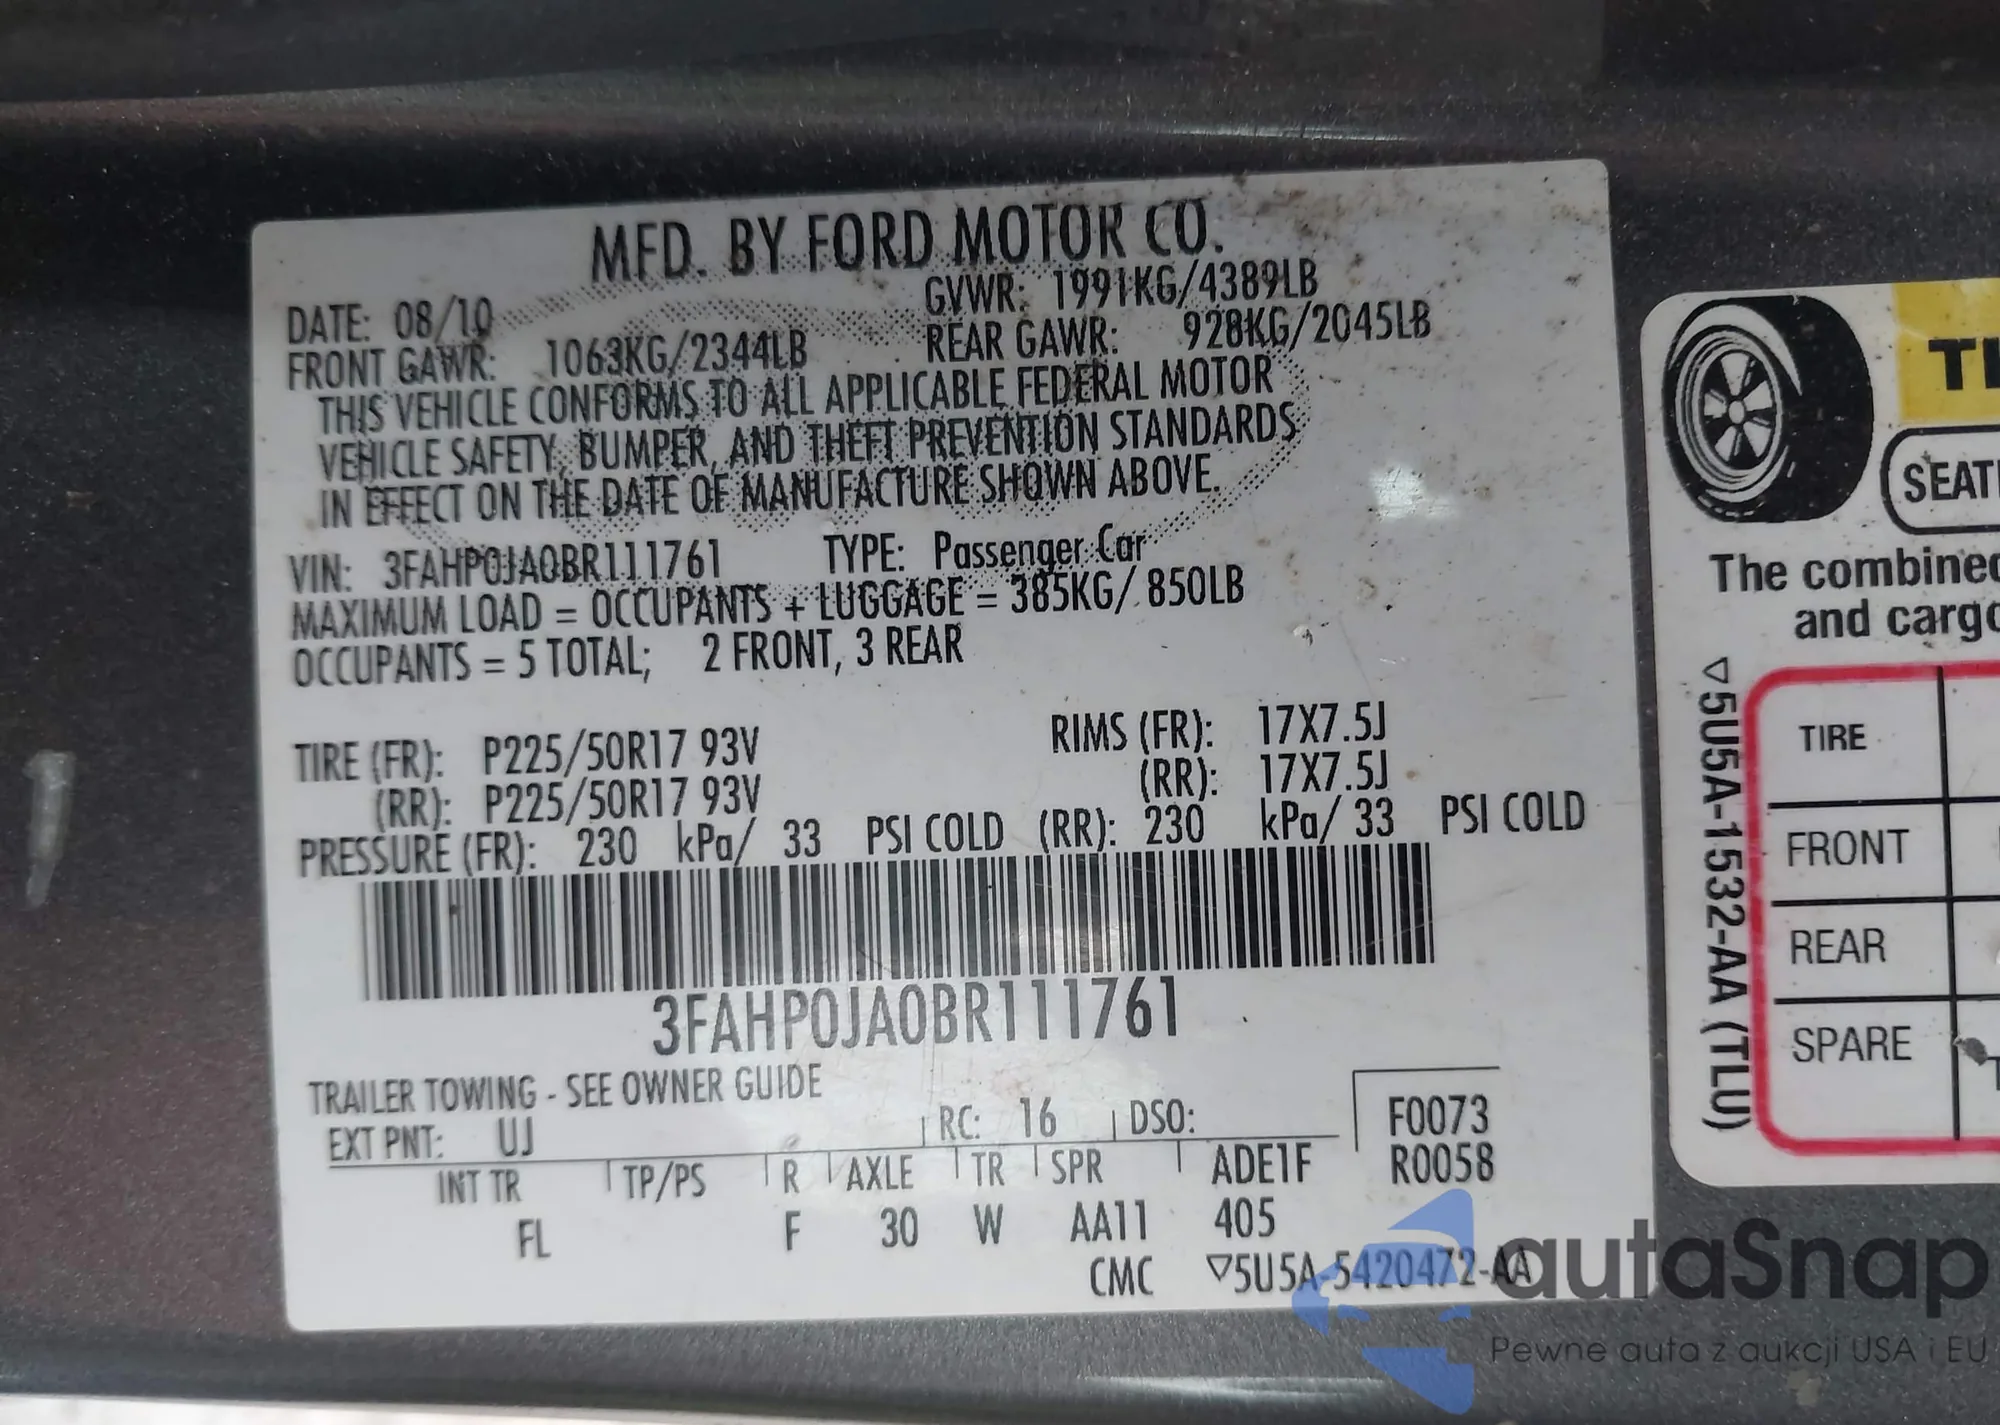 MFD. BY FORD MOTOR CO.
DATE: 08/10
GVWR: 1991KG/4389LB
FRONT GAWR: 1063KG/2344LB
REAR GAWR: 928KG/2045LB
THIS VEHICLE CONFORMS TO ALL APPLICABLE FEDERAL MOTOR
VEHICLE SAFETY, BUMPER, AND THEFT PREVENTION STANDARDS
IN EFFECT ON THE DATE OF MANUFACTURE SHOWN ABOVE.
VIN: 3FAHP0JA0BR111761 TYPE: Passenger Car
MAXIMUM LOAD = OCCUPANTS + LUGGAGE = 385KG/ 850LB
OCCUPANTS = 5 TOTAL; 2 FRONT, 3 REAR
TIRE (FR): P225/50R17 93V RIMS (FR): 17X7.5J
(RR): P225/50R17 93V (RR): 17X7.5J
PRESSURE (FR): 230 kPa/ 33 PSI COLD (RR): 230 kPa/ 33 PSI COLD
3FAHP0JA0BR111761
TRAILER TOWING - SEE OWNER GUIDE
EXT PNT: UJ RC: 16 DSO: F0073
R0058
INT TR TP/PS R AXLE TR SPR ADE1F
FL F 30 W AA11 405
CMC ▽5U5A-5420472-AA
TI
SEATI
The combined
and cargo
▽5U5A-1532-AA (TLU)
TIRE
FRONT
REAR
SPARE
T
autaSnap
Pewne auta z aukcji USA i EU